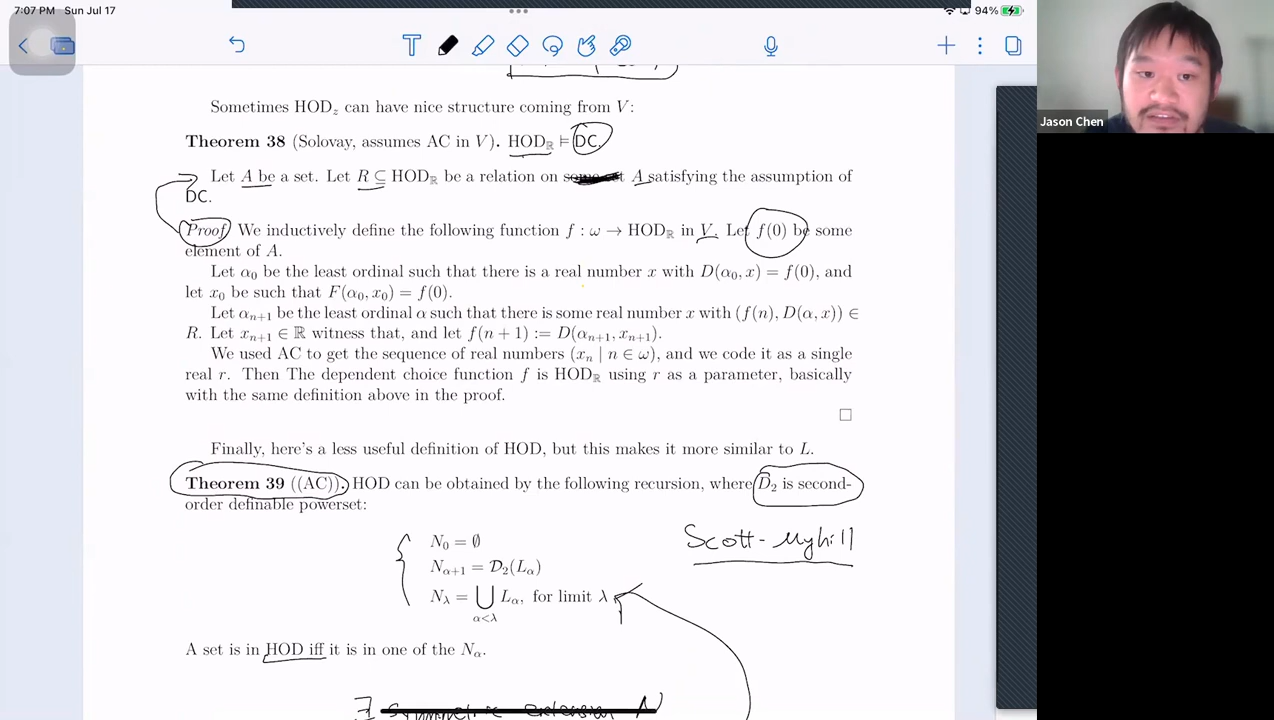 7:07 PM Sun Jul 17
94%
Jason Chen
Sometimes HOD_z can have nice structure coming from V:
Theorem 38 (Solovay, assumes AC in V). HOD_ℝ ⊨ DC.
Let A be a set. Let R ⊆ HOD_ℝ be a relation on A satisfying the assumption of
DC.
Proof. We inductively define the following function f : ω → HOD_ℝ in V. Let f(0) be some
element of A.
Let α₀ be the least ordinal such that there is a real number x with D(α₀, x) = f(0), and
let x₀ be such that F(α₀, x₀) = f(0).
Let α_{n+1} be the least ordinal α such that there is some real number x with (f(n), D(α, x)) ∈
R. Let x_{n+1} ∈ ℝ witness that, and let f(n + 1) := D(α_{n+1}, x_{n+1}).
We used AC to get the sequence of real numbers (x_n | n ∈ ω), and we code it as a single
real r. Then The dependent choice function f is HOD_ℝ using r as a parameter, basically
with the same definition above in the proof.
□
Finally, here's a less useful definition of HOD, but this makes it more similar to L.
Theorem 39 ((AC)). HOD can be obtained by the following recursion, where D₂ is second-
order definable powerset:
Scott-Myhill
N₀ = ∅
N_{α+1} = D₂(L_α)
N_λ = ⋃_{α<λ} L_α, for limit λ
A set is in HOD iff it is in one of the N_α.